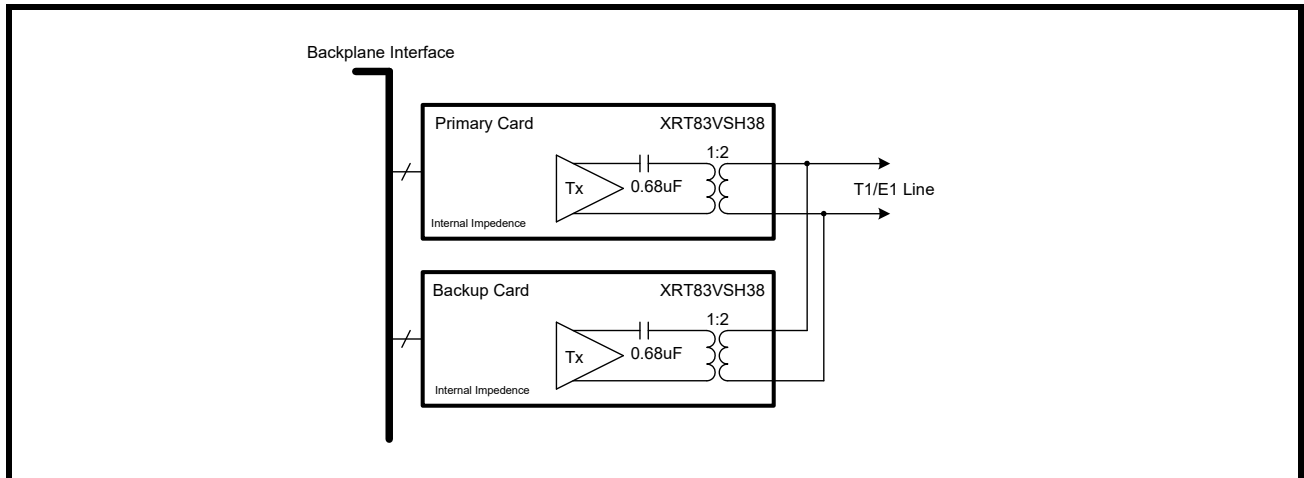 Backplane Interface
Primary Card
XRT83VSH38
1:2
Tx
0.68uF
Internal Impedence
T1/E1 Line
Backup Card
XRT83VSH38
1:2
Tx
0.68uF
Internal Impedence